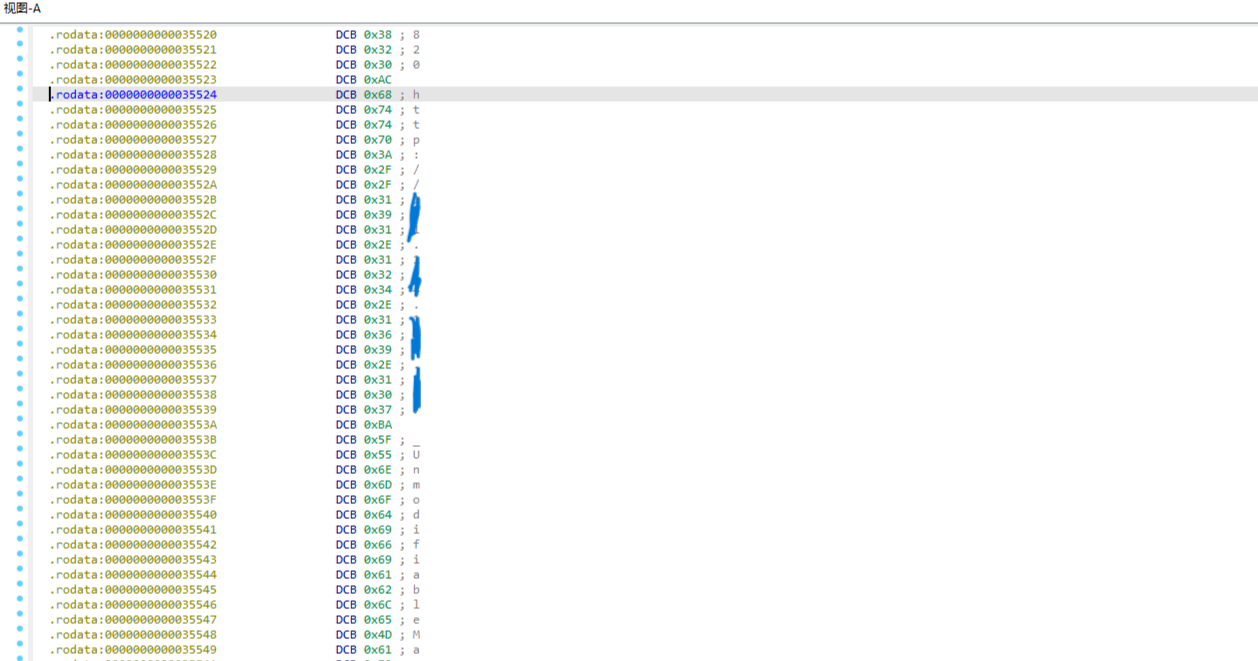 视图-A
.rodata:0000000000035520 DCB 0x38 ; 8
.rodata:0000000000035521 DCB 0x32 ; 2
.rodata:0000000000035522 DCB 0x30 ; 0
.rodata:0000000000035523 DCB 0xAC
.rodata:0000000000035524 DCB 0x68 ; h
.rodata:0000000000035525 DCB 0x74 ; t
.rodata:0000000000035526 DCB 0x74 ; t
.rodata:0000000000035527 DCB 0x70 ; p
.rodata:0000000000035528 DCB 0x3A ; :
.rodata:0000000000035529 DCB 0x2F ; /
.rodata:000000000003552A DCB 0x2F ; /
.rodata:000000000003552B DCB 0x31 ;
.rodata:000000000003552C DCB 0x39 ;
.rodata:000000000003552D DCB 0x31 ;
.rodata:000000000003552E DCB 0x2E ; .
.rodata:000000000003552F DCB 0x31 ;
.rodata:0000000000035530 DCB 0x32 ;
.rodata:0000000000035531 DCB 0x34 ;
.rodata:0000000000035532 DCB 0x2E ; .
.rodata:0000000000035533 DCB 0x31 ;
.rodata:0000000000035534 DCB 0x36 ;
.rodata:0000000000035535 DCB 0x39 ;
.rodata:0000000000035536 DCB 0x2E ;
.rodata:0000000000035537 DCB 0x31 ;
.rodata:0000000000035538 DCB 0x30 ;
.rodata:0000000000035539 DCB 0x37 ;
.rodata:000000000003553A DCB 0xBA
.rodata:000000000003553B DCB 0x5F ; _
.rodata:000000000003553C DCB 0x55 ; U
.rodata:000000000003553D DCB 0x6E ; n
.rodata:000000000003553E DCB 0x6D ; m
.rodata:000000000003553F DCB 0x6F ; o
.rodata:0000000000035540 DCB 0x64 ; d
.rodata:0000000000035541 DCB 0x69 ; i
.rodata:0000000000035542 DCB 0x66 ; f
.rodata:0000000000035543 DCB 0x69 ; i
.rodata:0000000000035544 DCB 0x61 ; a
.rodata:0000000000035545 DCB 0x62 ; b
.rodata:0000000000035546 DCB 0x6C ; l
.rodata:0000000000035547 DCB 0x65 ; e
.rodata:0000000000035548 DCB 0x4D ; M
.rodata:0000000000035549 DCB 0x61 ; a